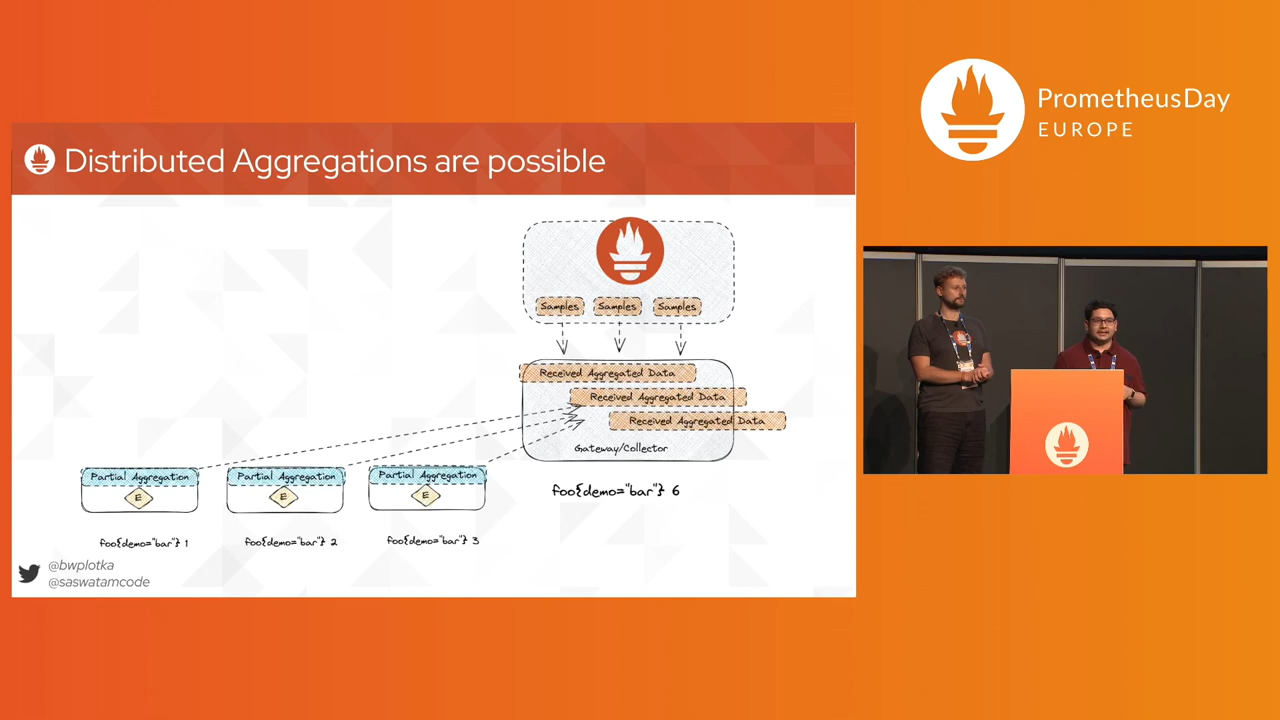 PrometheusDay
EUROPE
Distributed Aggregations are possible
Samples
Samples
Samples
Received Aggregated Data
Received Aggregated Data
Received Aggregated Data
Gateway/Collector
foo{demo="bar"} 6
Partial Aggregation
E
Partial Aggregation
E
Partial Aggregation
E
foo{demo="bar"} 1
foo{demo="bar"} 2
foo{demo="bar"} 3
@bwplotka
@saswatamcode